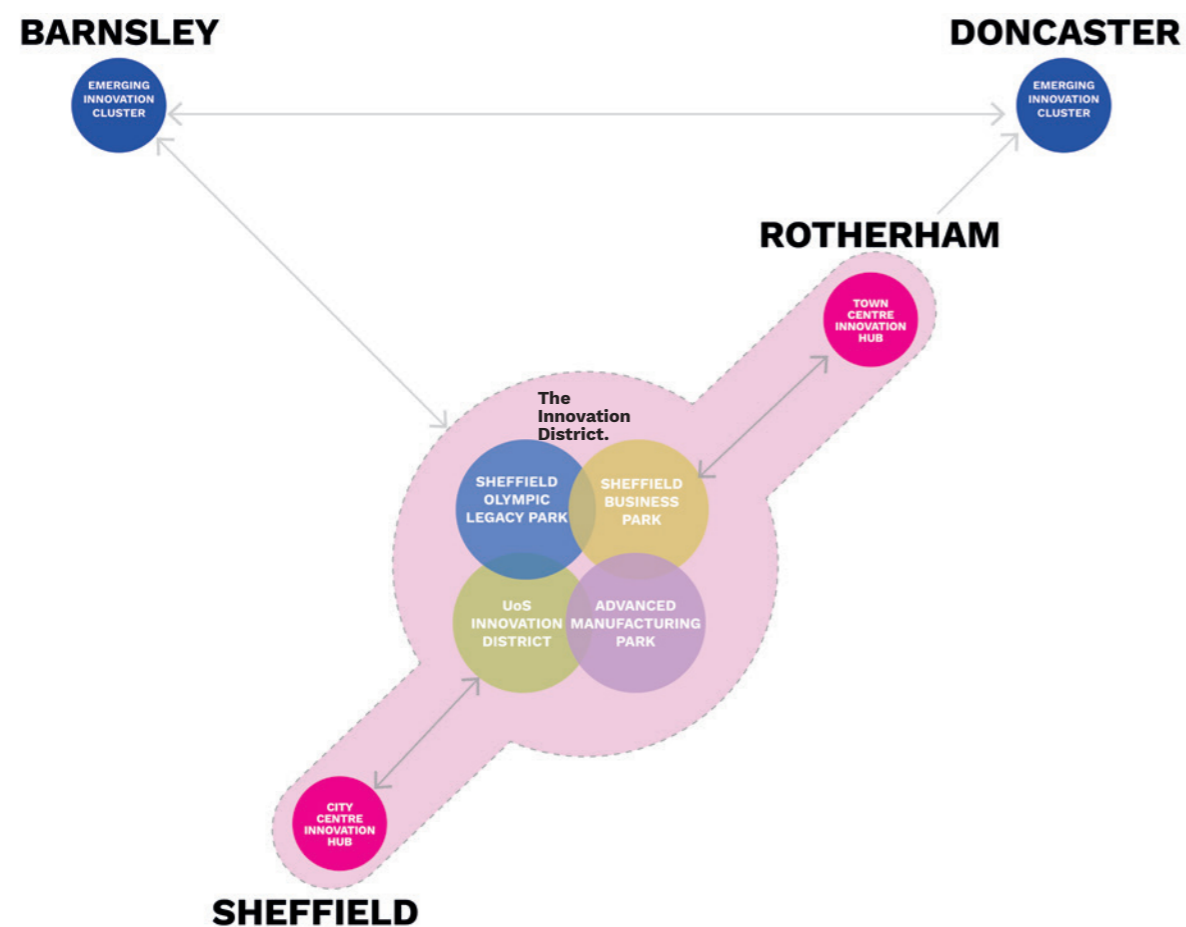 BARNSLEY
EMERGING
INNOVATION
CLUSTER
DONCASTER
EMERGING
INNOVATION
CLUSTER
ROTHERHAM
TOWN
CENTRE
INNOVATION
HUB
The
Innovation
District.
SHEFFIELD
OLYMPIC
LEGACY PARK
SHEFFIELD
BUSINESS
PARK
UoS
INNOVATION
DISTRICT
ADVANCED
MANUFACTURING
PARK
CITY
CENTRE
INNOVATION
HUB
SHEFFIELD